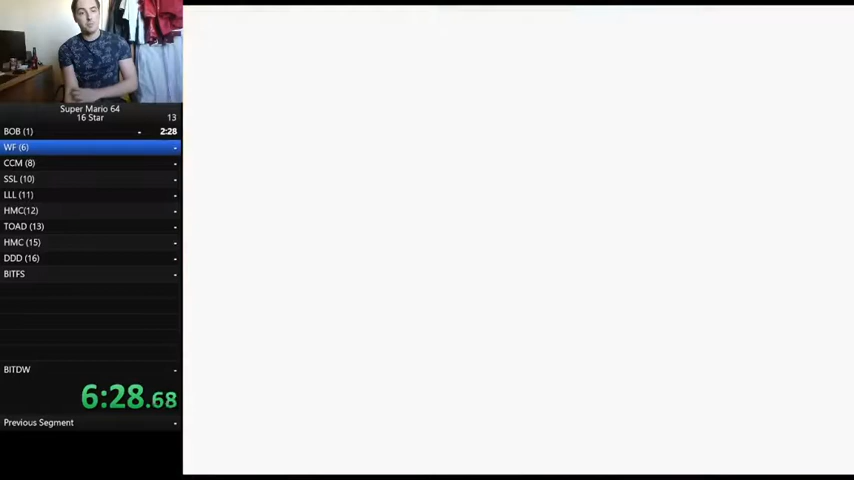 Super Mario 64
16 Star 13
BOB (1) - 2:28
WF (6) -
CCM (8) -
SSL (10) -
LLL (11) -
HMC(12) -
TOAD (13) -
HMC (15) -
DDD (16) -
BITFS -
BITDW -
6:28.68
Previous Segment -